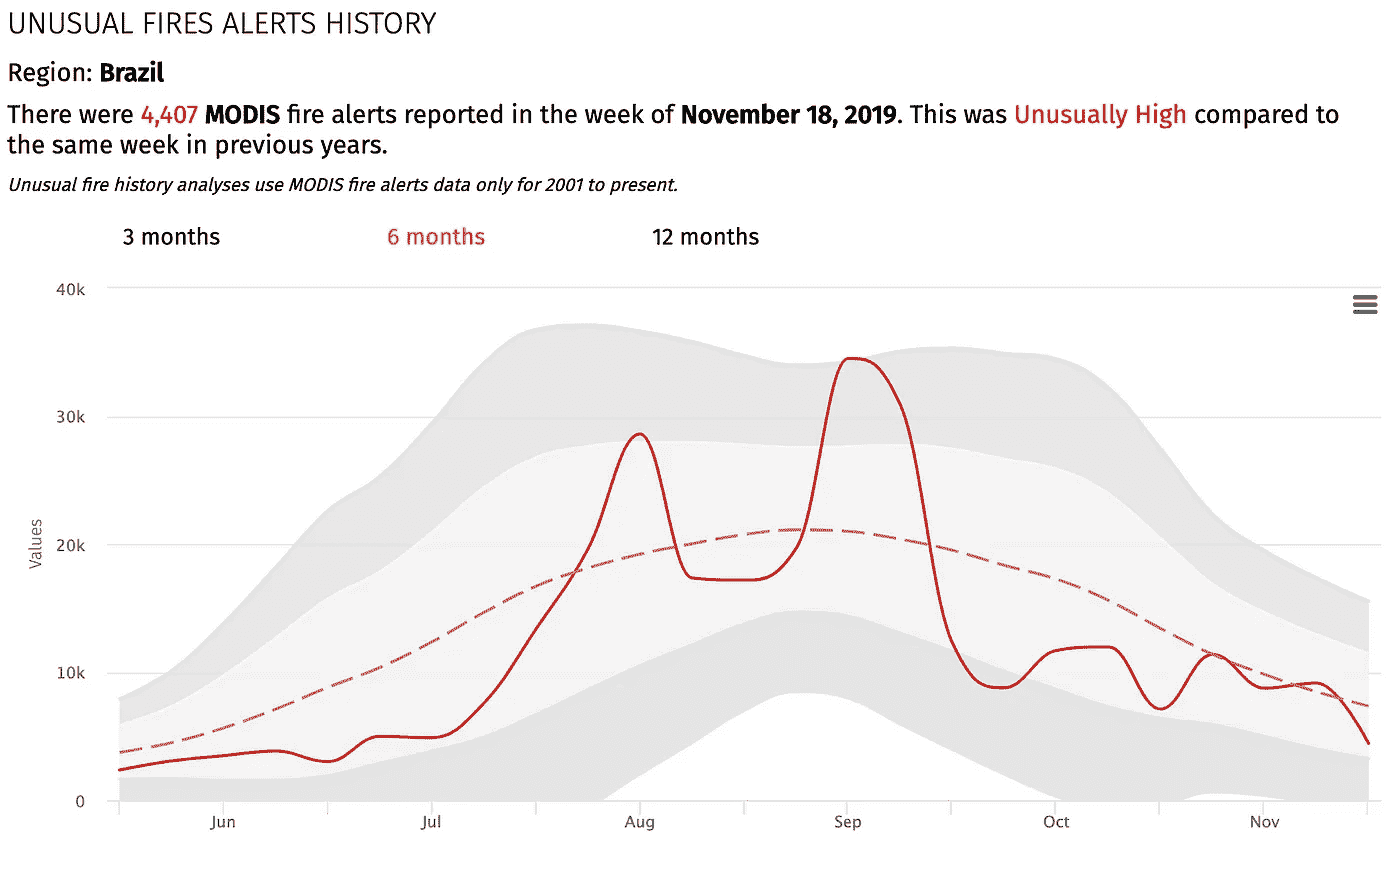 UNUSUAL FIRES ALERTS HISTORY
Region: Brazil
There were 4,407 MODIS fire alerts reported in the week of November 18, 2019. This was Unusually High compared to
the same week in previous years.
Unusual fire history analyses use MODIS fire alerts data only for 2001 to present.
3 months 6 months 12 months
40k
30k
20k
10k
0
Values
Jun Jul Aug Sep Oct Nov